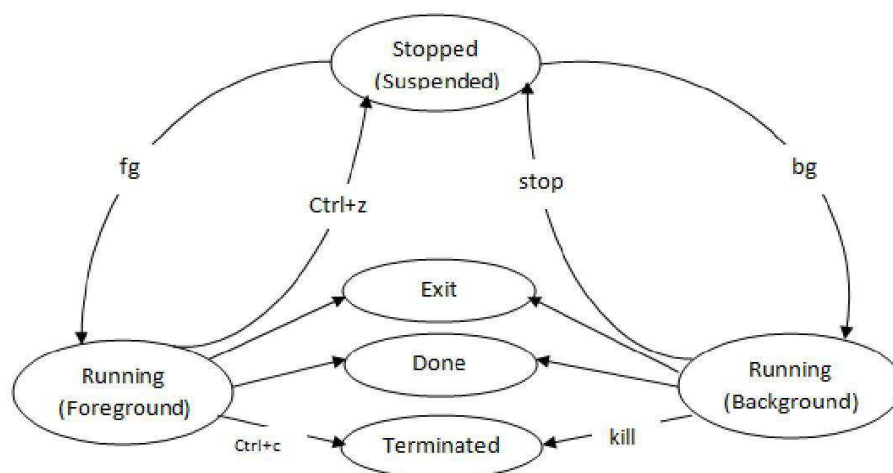 Stopped
(Suspended)
fg
Ctrl+z
stop
bg
Exit
Done
Running
(Foreground)
Running
(Background)
Ctrl+c
Terminated
kill